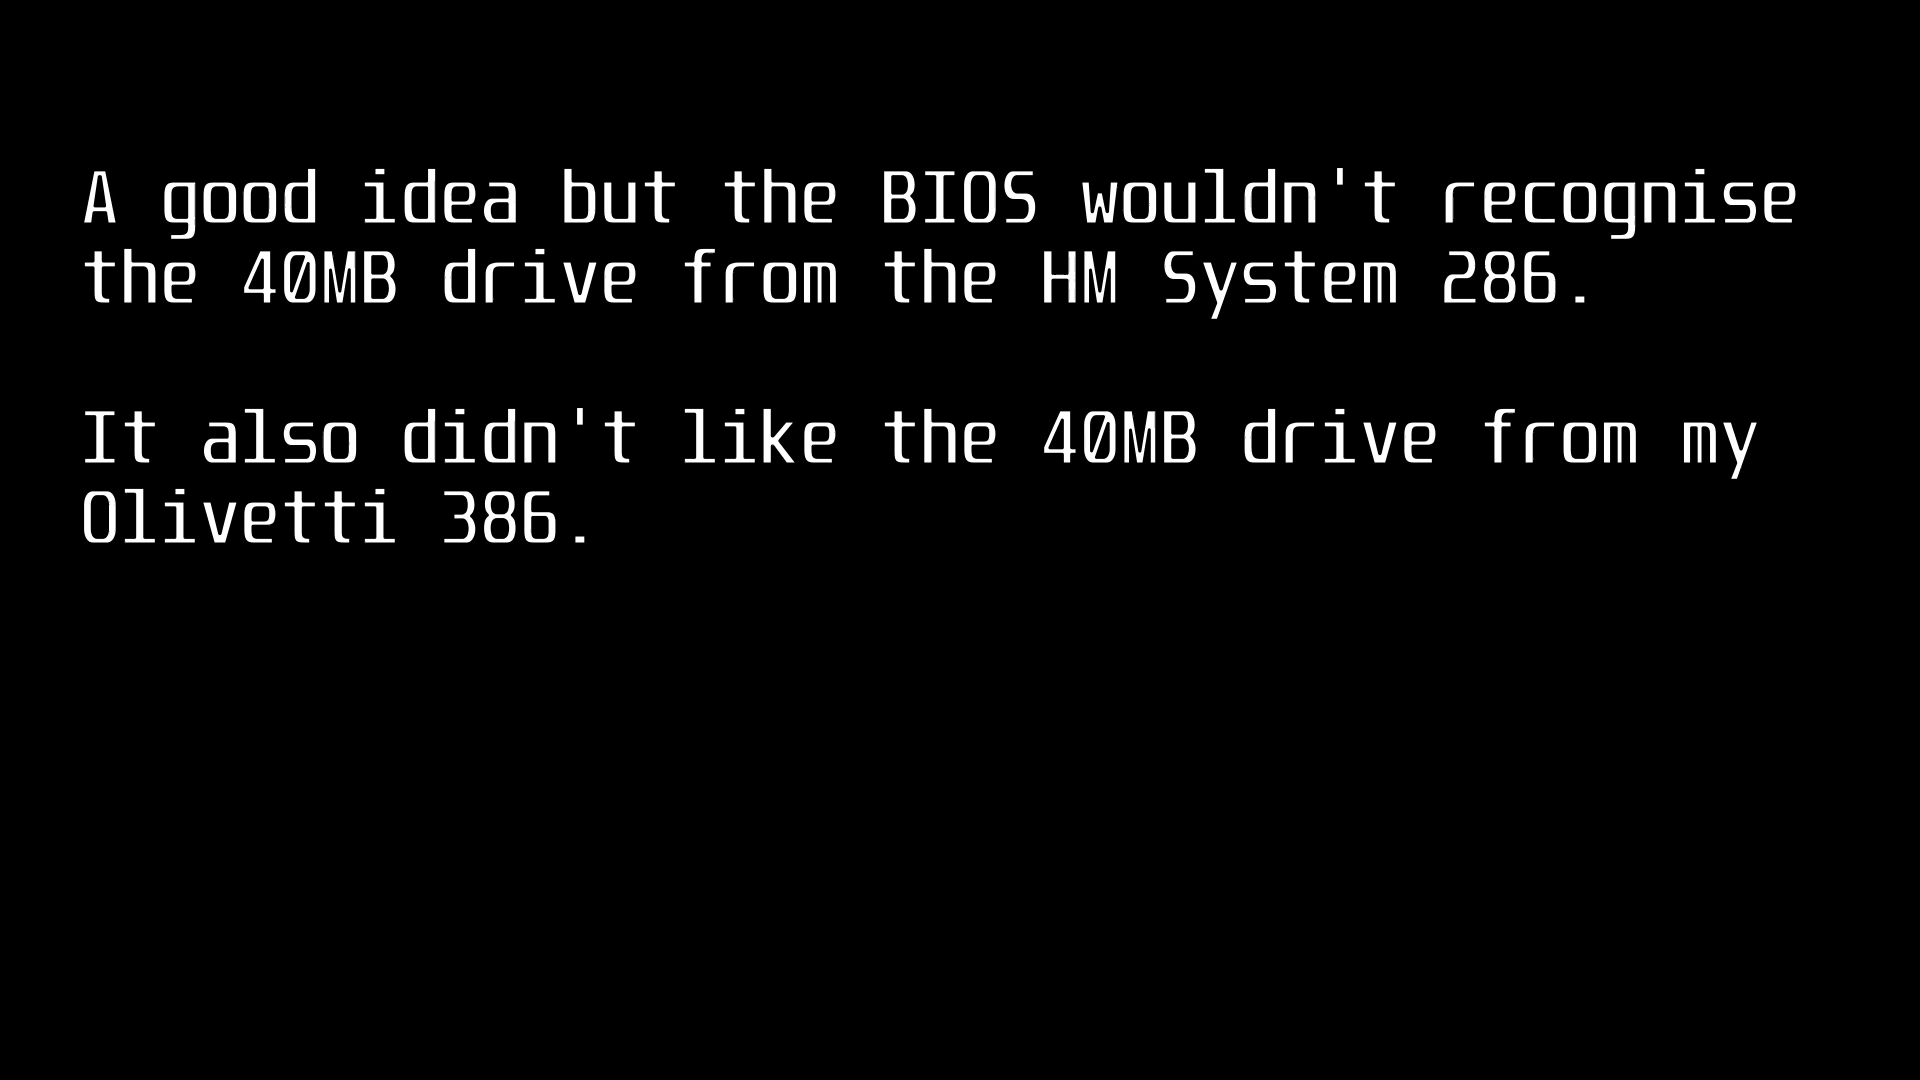 A good idea but the BIOS wouldn't recognise
the 40MB drive from the HM System 286.
It also didn't like the 40MB drive from my
Olivetti 386.